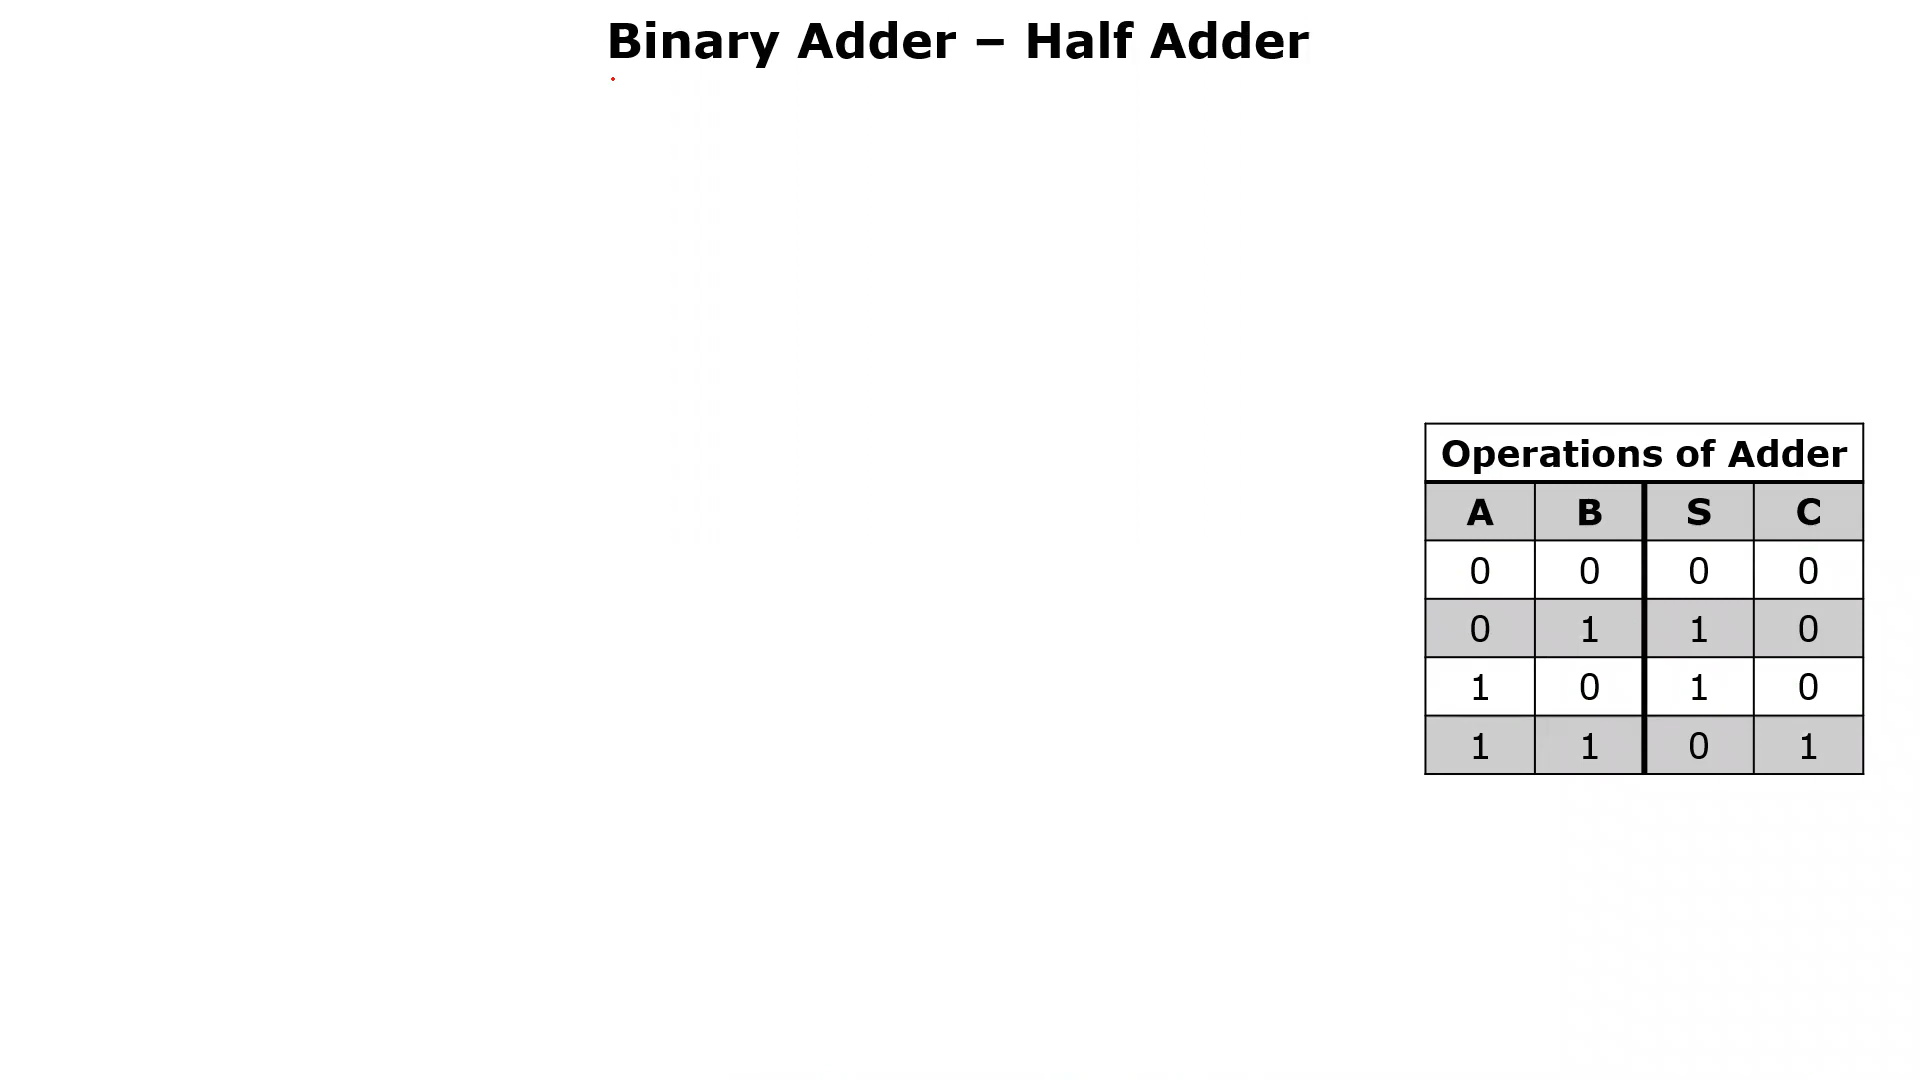 Binary Adder – Half Adder
Operations of Adder
A B S C
0 0 0 0
0 1 1 0
1 0 1 0
1 1 0 1